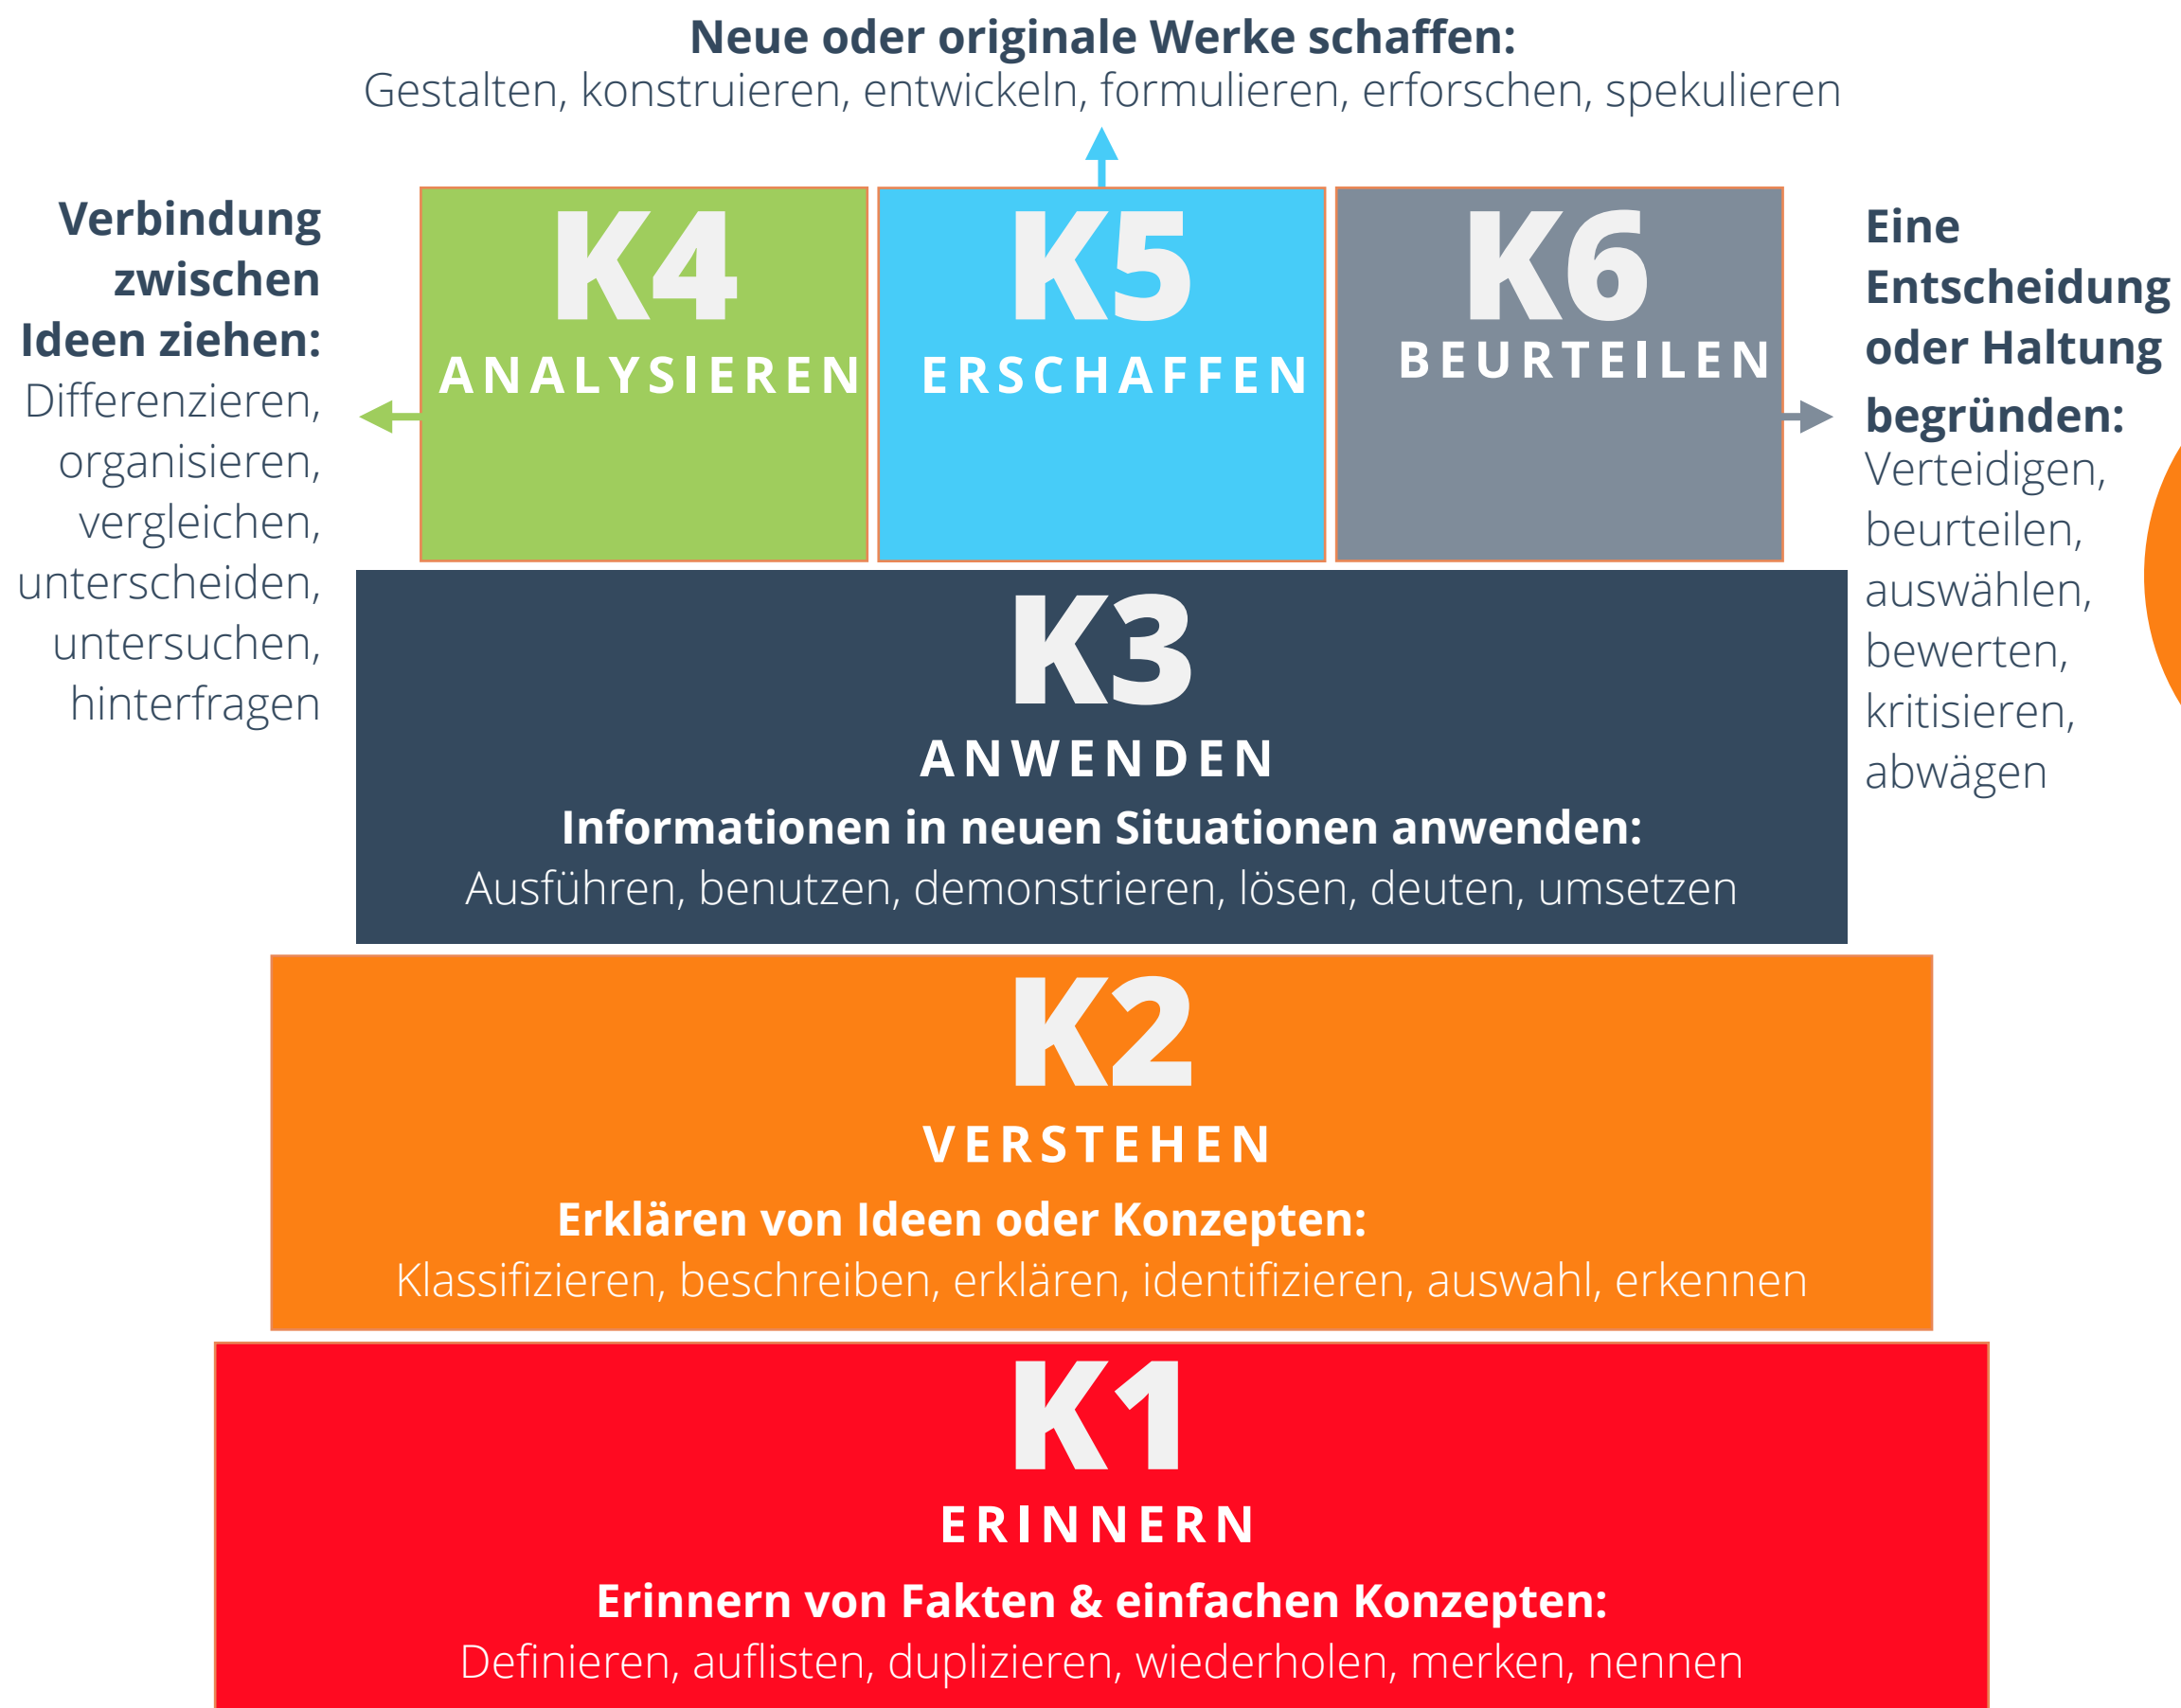 Neue oder originale Werke schaffen:
Gestalten, konstruieren, entwickeln, formulieren, erforschen, spekulieren
Verbindung
zwischen
Ideen ziehen:
Differenzieren,
organisieren,
vergleichen,
unterscheiden,
untersuchen,
hinterfragen
K4
ANALYSIEREN
K5
ERSCHAFFEN
K6
BEURTEILEN
Eine
Entscheidung
oder Haltung
begründen:
Verteidigen,
beurteilen,
auswählen,
bewerten,
kritisieren,
abwägen
K3
ANWENDEN
Informationen in neuen Situationen anwenden:
Ausführen, benutzen, demonstrieren, lösen, deuten, umsetzen
K2
VERSTEHEN
Erklären von Ideen oder Konzepten:
Klassifizieren, beschreiben, erklären, identifizieren, auswahl, erkennen
K1
ERINNERN
Erinnern von Fakten & einfachen Konzepten:
Definieren, auflisten, duplizieren, wiederholen, merken, nennen